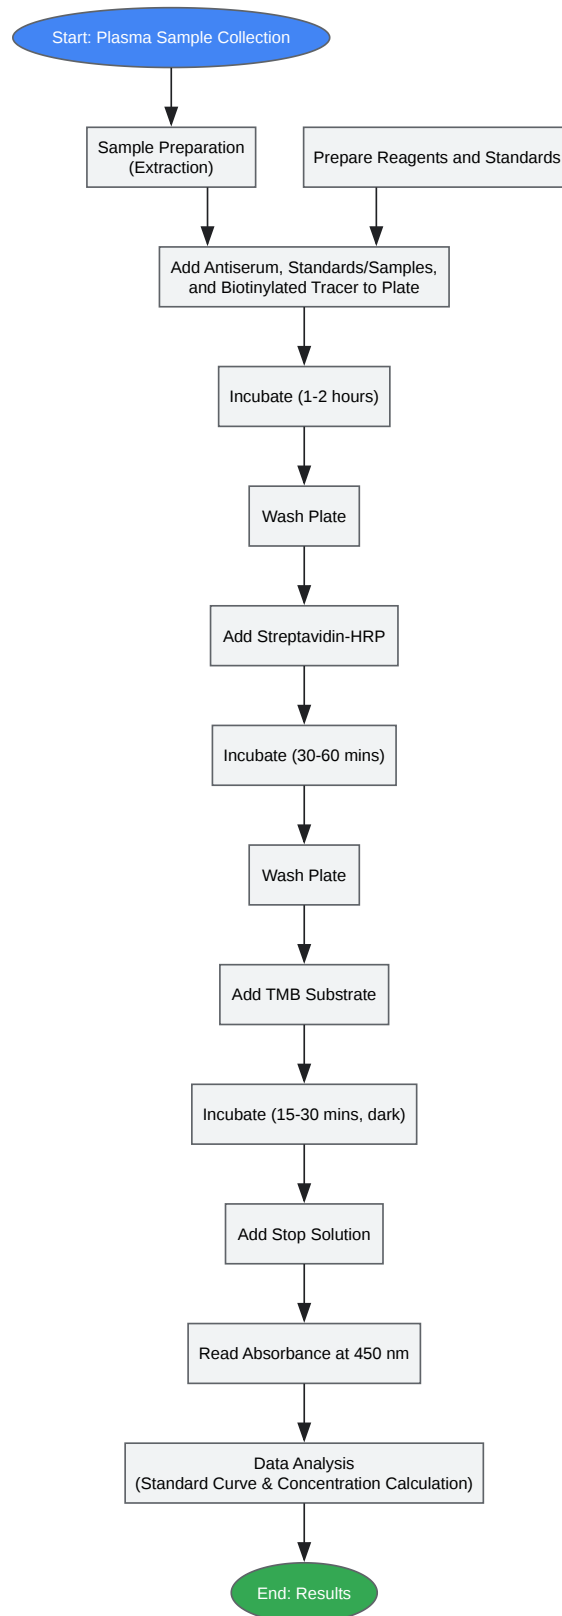 Start: Plasma Sample Collection
Sample Preparation
(Extraction)
Prepare Reagents and Standards
Add Antiserum, Standards/Samples,
and Biotinylated Tracer to Plate
Incubate (1-2 hours)
Wash Plate
Add Streptavidin-HRP
Incubate (30-60 mins)
Wash Plate
Add TMB Substrate
Incubate (15-30 mins, dark)
Add Stop Solution
Read Absorbance at 450 nm
Data Analysis
(Standard Curve & Concentration Calculation)
End: Results